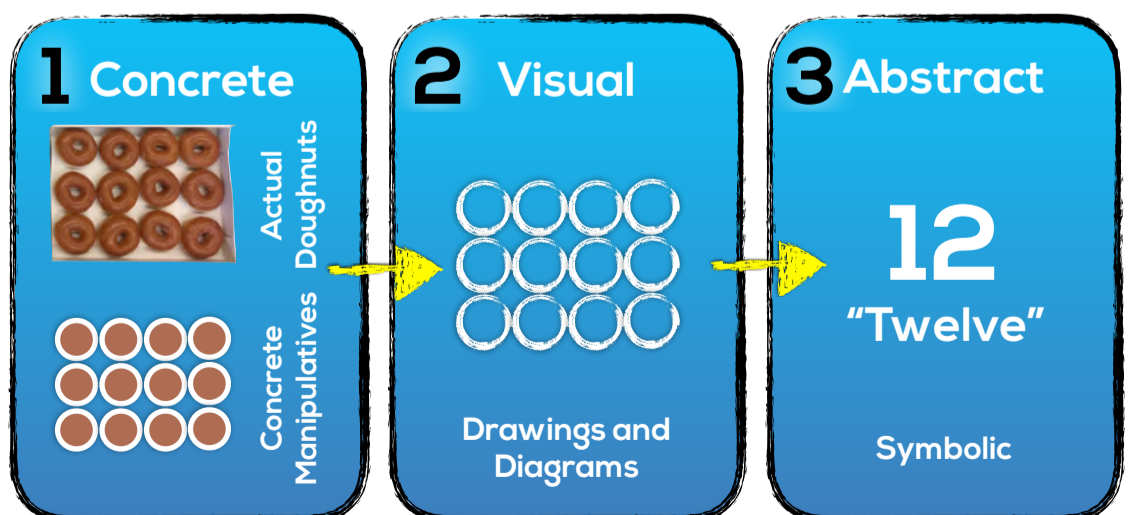 1 Concrete
Actual
Doughnuts
Concrete
Manipulatives
2 Visual
Drawings and
Diagrams
3 Abstract
12
“Twelve”
Symbolic